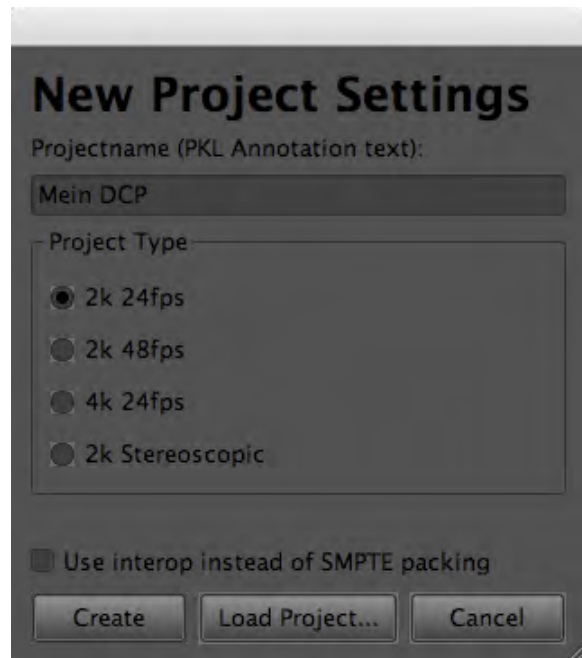 New Project Settings
Projectname (PKL Annotation text):
Mein DCP
Project Type
2k 24fps
2k 48fps
4k 24fps
2k Stereoscopic
Use interop instead of SMPTE packing
Create Load Project... Cancel